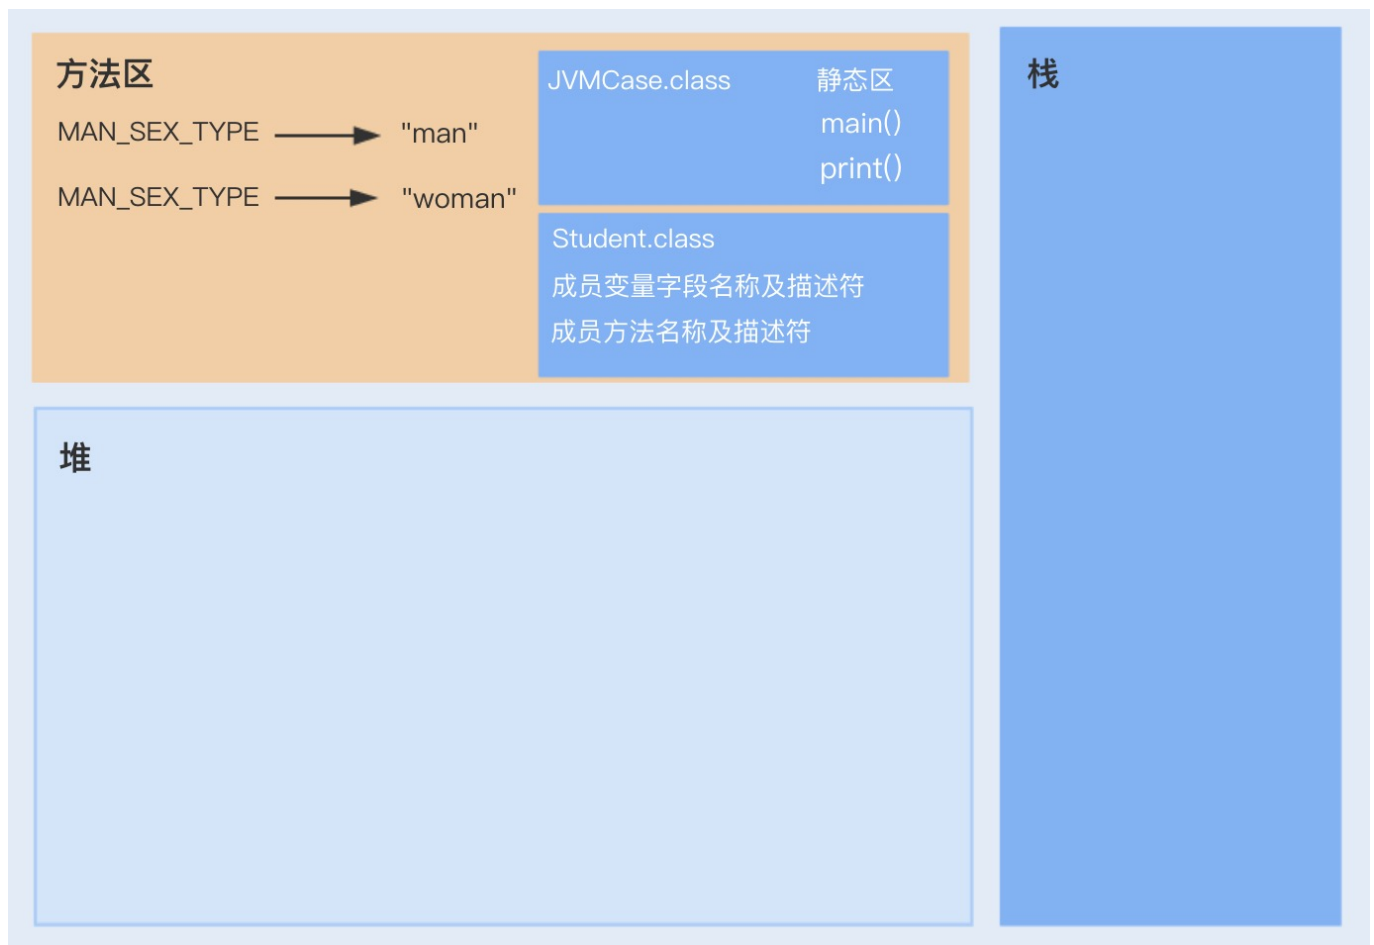 方法区
MAN_SEX_TYPE "man"
MAN_SEX_TYPE "woman"
JVMCase.class 静态区
main()
print()
Student.class
成员变量字段名称及描述符
成员方法名称及描述符
栈
堆